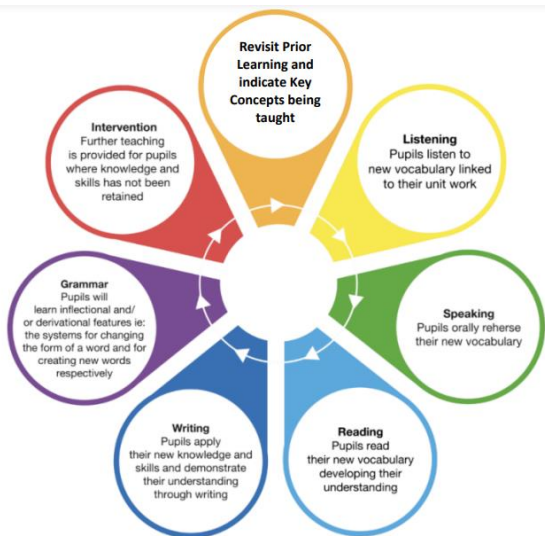 Revisit Prior
Learning and
indicate Key
Concepts being
taught
Listening
Pupils listen to
new vocabulary linked
to their unit work
Speaking
Pupils orally reherse
their new vocabulary
Reading
Pupils read
their new vocabulary
developing their
understanding
Writing
Pupils apply
their new knowledge and
skills and demonstrate
their understanding
through writing
Grammar
Pupils will
learn inflectional and/
or derivational features ie:
the systems for changing
the form of a word and for
creating new words
respectively
Intervention
Further teaching
is provided for pupils
where knowledge and
skills has not been
retained